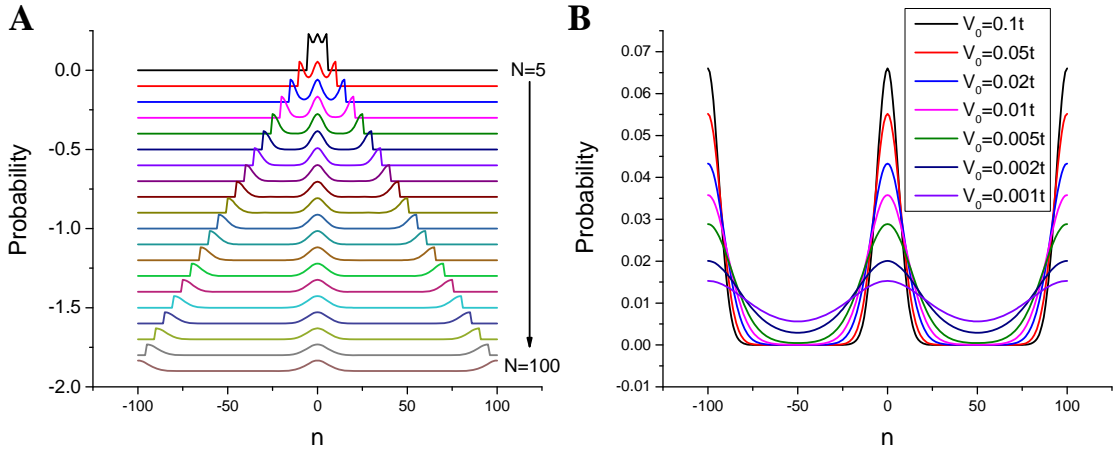 A
Probability
0.0
-0.5
-1.0
-1.5
-2.0
-100
-50
0
50
100
n
N=5
N=100
B
Probability
0.07
0.06
0.05
0.04
0.03
0.02
0.01
0.00
-0.01
-100
-50
0
50
100
n
V₀=0.1t
V₀=0.05t
V₀=0.02t
V₀=0.01t
V₀=0.005t
V₀=0.002t
V₀=0.001t